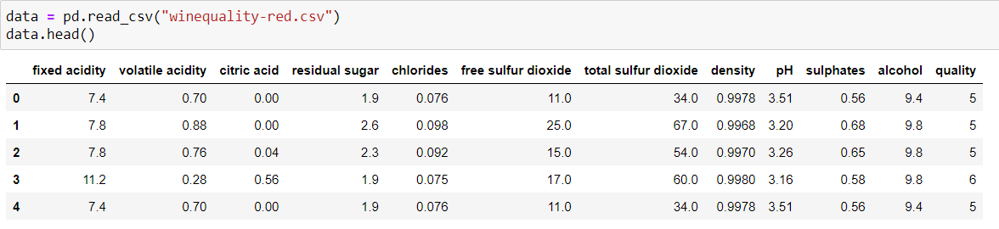 data = pd.read_csv("winequality-red.csv")
data.head()
fixed acidity volatile acidity citric acid residual sugar chlorides free sulfur dioxide total sulfur dioxide density pH sulphates alcohol quality
0 7.4 0.70 0.00 1.9 0.076 11.0 34.0 0.9978 3.51 0.56 9.4 5
1 7.8 0.88 0.00 2.6 0.098 25.0 67.0 0.9968 3.20 0.68 9.8 5
2 7.8 0.76 0.04 2.3 0.092 15.0 54.0 0.9970 3.26 0.65 9.8 5
3 11.2 0.28 0.56 1.9 0.075 17.0 60.0 0.9980 3.16 0.58 9.8 6
4 7.4 0.70 0.00 1.9 0.076 11.0 34.0 0.9978 3.51 0.56 9.4 5